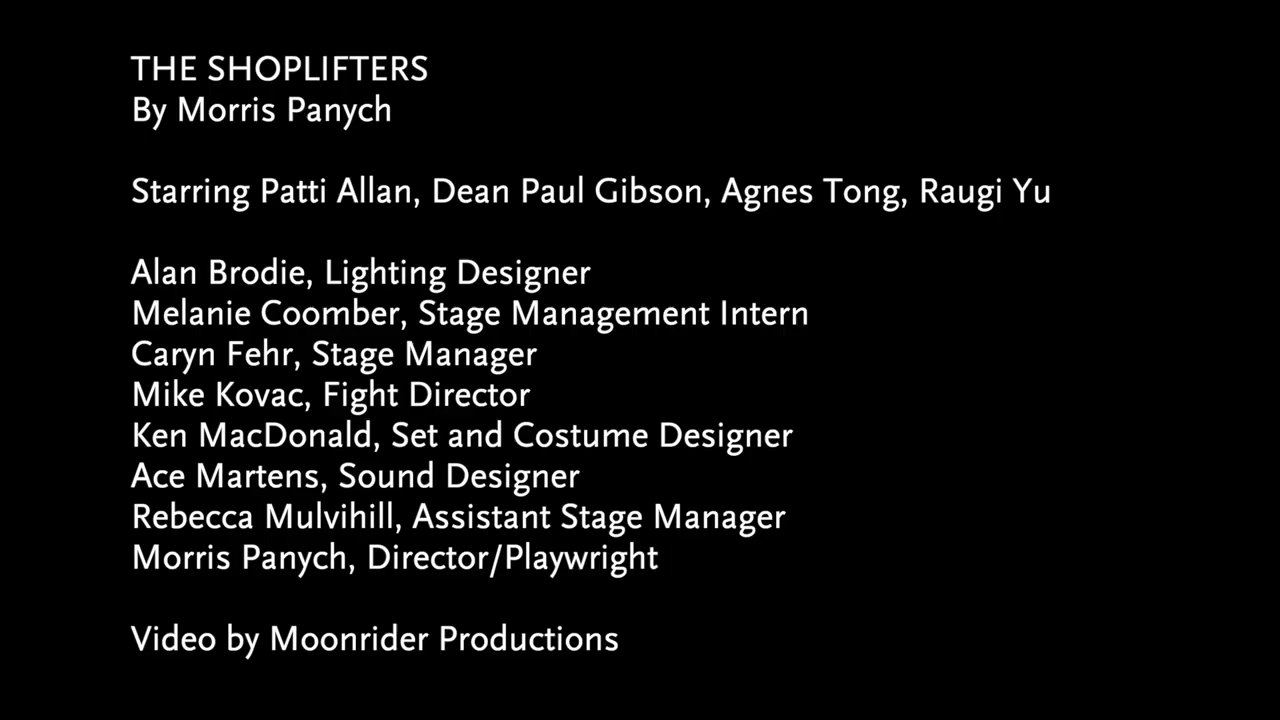 THE SHOPLIFTERS
By Morris Panych
Starring Patti Allan, Dean Paul Gibson, Agnes Tong, Raugi Yu
Alan Brodie, Lighting Designer
Melanie Coomber, Stage Management Intern
Caryn Fehr, Stage Manager
Mike Kovac, Fight Director
Ken MacDonald, Set and Costume Designer
Ace Martens, Sound Designer
Rebecca Mulvihill, Assistant Stage Manager
Morris Panych, Director/Playwright
Video by Moonrider Productions